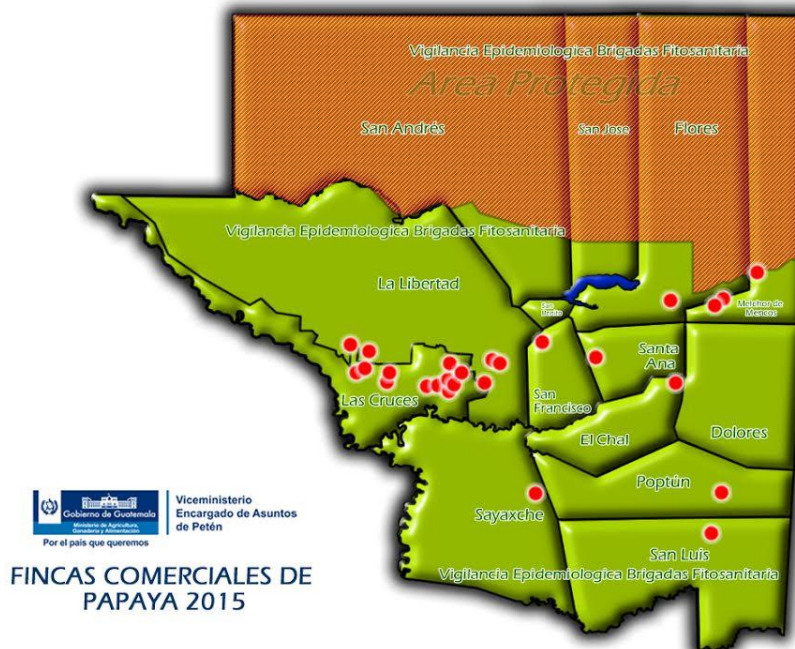 Vigilancia Epidemiologica Brigadas Fitosanitaria
Area Protegida
San Andrés
San Jose
Flores
Vigilancia Epidemiologica Brigadas Fitosanitaria
La Libertad
San
Benito
Melchor de
Mencos
Santa
Ana
Las Cruces
San
Francisco
El Chal
Dolores
Poptún
Sayaxche
San Luis
Vigilancia Epidemiologica Brigadas Fitosanitaria
Gobierno de Guatemala
Ministerio de Agricultura,
Ganadería y Alimentación
Por el país que queremos
Viceministerio
Encargado de Asuntos
de Petén
FINCAS COMERCIALES DE
PAPAYA 2015